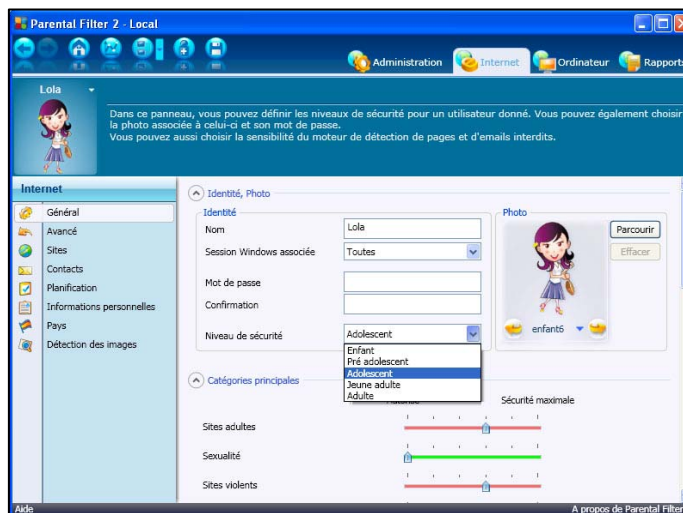 Parental Filter 2 - Local
Administration
Internet
Ordinateur
Rapports
Lola
Dans ce panneau, vous pouvez définir les niveaux de sécurité pour un utilisateur donné. Vous pouvez également choisir
la photo associée à celui-ci et son mot de passe.
Vous pouvez aussi choisir la sensibilité du moteur de détection de pages et d'emails interdits.
Internet
Général
Avancé
Sites
Contacts
Planification
Informations personnelles
Pays
Détection des images
Identité, Photo
Identité
Nom
Lola
Session Windows associée
Toutes
Mot de passe
Confirmation
Niveau de sécurité
Adolescent
Enfant
Pré adolescent
Adolescent
Jeune adulte
Adulte
Photo
Parcourir
Effacer
enfant6
Catégories principales
Sécurité maximale
Sites adultes
Sexualité
Sites violents
Aide
A propos de Parental Filter